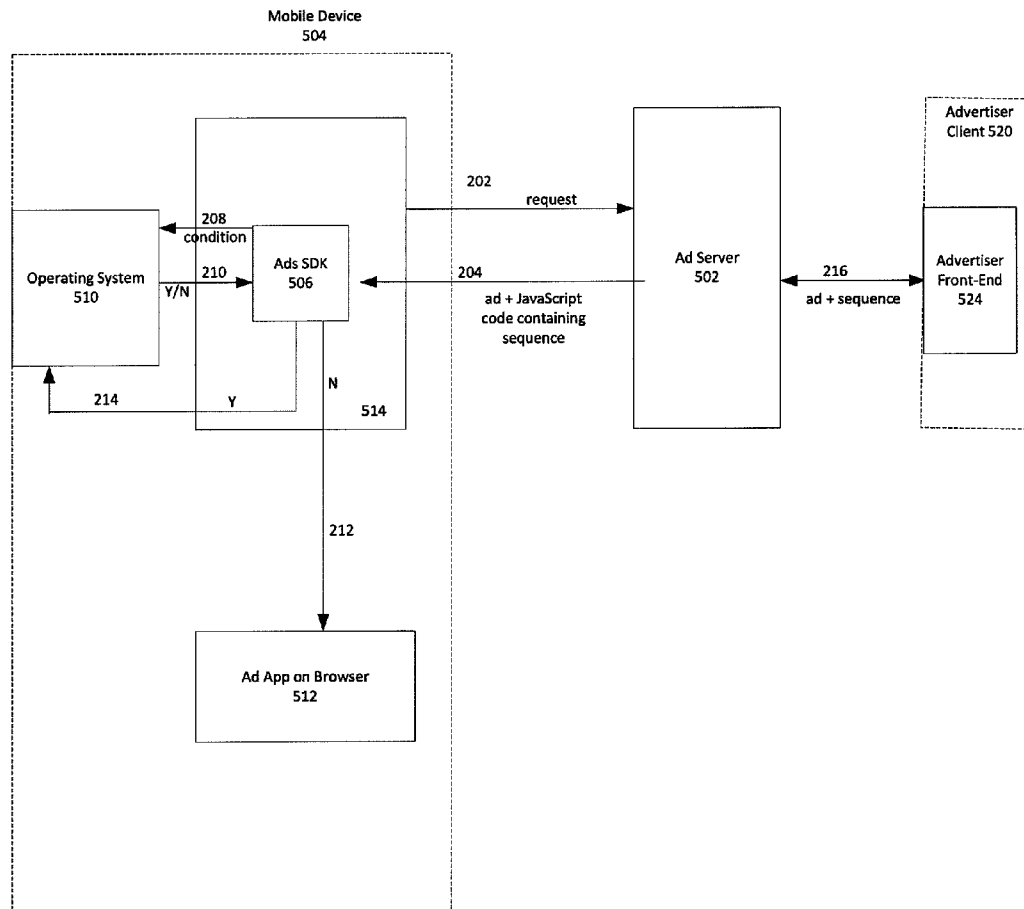 Mobile Device
504
Advertiser
Client 520
202
request
208
condition
Operating System
510
210
Y/N
Ads SDK
506
204
ad + JavaScript
code containing
sequence
Ad Server
502
216
ad + sequence
Advertiser
Front-End
524
N
214
Y
514
212
Ad App on Browser
512